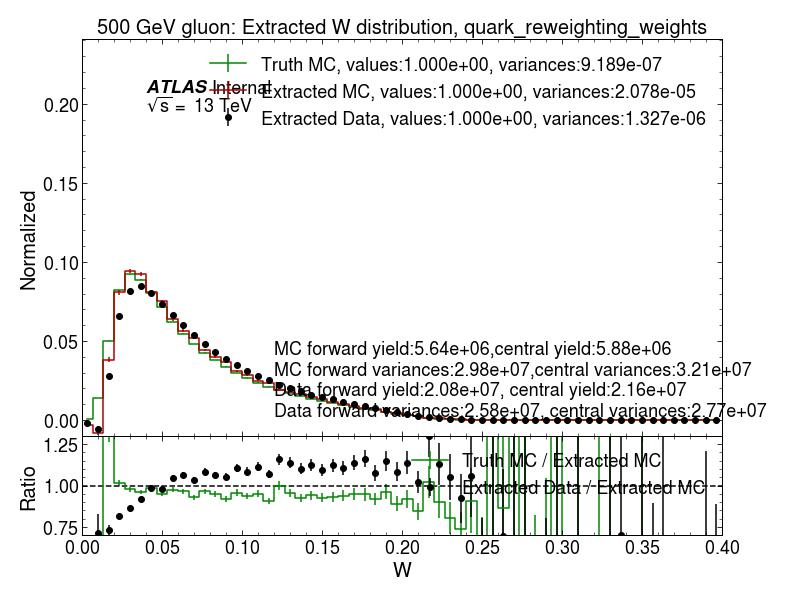 500 GeV gluon: Extracted W distribution, quark_reweighting_weights
Truth MC, values:1.000e+00, variances:9.189e-07
ATLAS Internal
Extracted MC, values:1.000e+00, variances:2.078e-05
√s = 13 TeV
Extracted Data, values:1.000e+00, variances:1.327e-06
Normalized
0.20
0.15
0.10
0.05
0.00
MC forward yield:5.64e+06,central yield:5.88e+06
MC forward variances:2.98e+07,central variances:3.21e+07
Data forward yield:2.08e+07, central yield:2.16e+07
Data forward variances:2.58e+07, central variances:2.77e+07
Ratio
1.25
1.00
0.75
Truth MC / Extracted MC
Extracted Data / Extracted MC
0.00 0.05 0.10 0.15 0.20 0.25 0.30 0.35 0.40
W